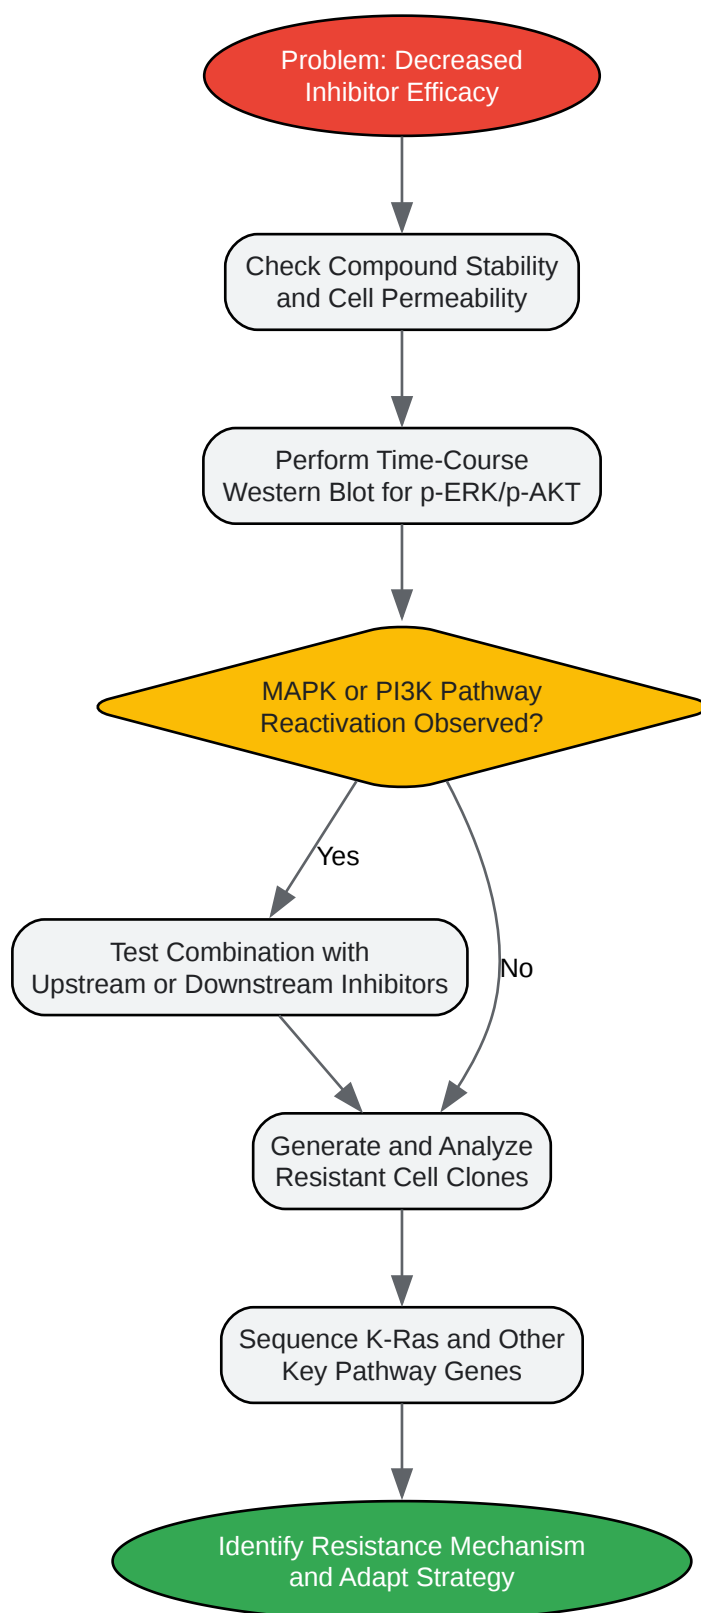 Problem: Decreased
Inhibitor Efficacy
Check Compound Stability
and Cell Permeability
Perform Time-Course
Western Blot for p-ERK/p-AKT
MAPK or PI3K Pathway
Reactivation Observed?
Yes
Test Combination with
Upstream or Downstream Inhibitors
No
Generate and Analyze
Resistant Cell Clones
Sequence K-Ras and Other
Key Pathway Genes
Identify Resistance Mechanism
and Adapt Strategy